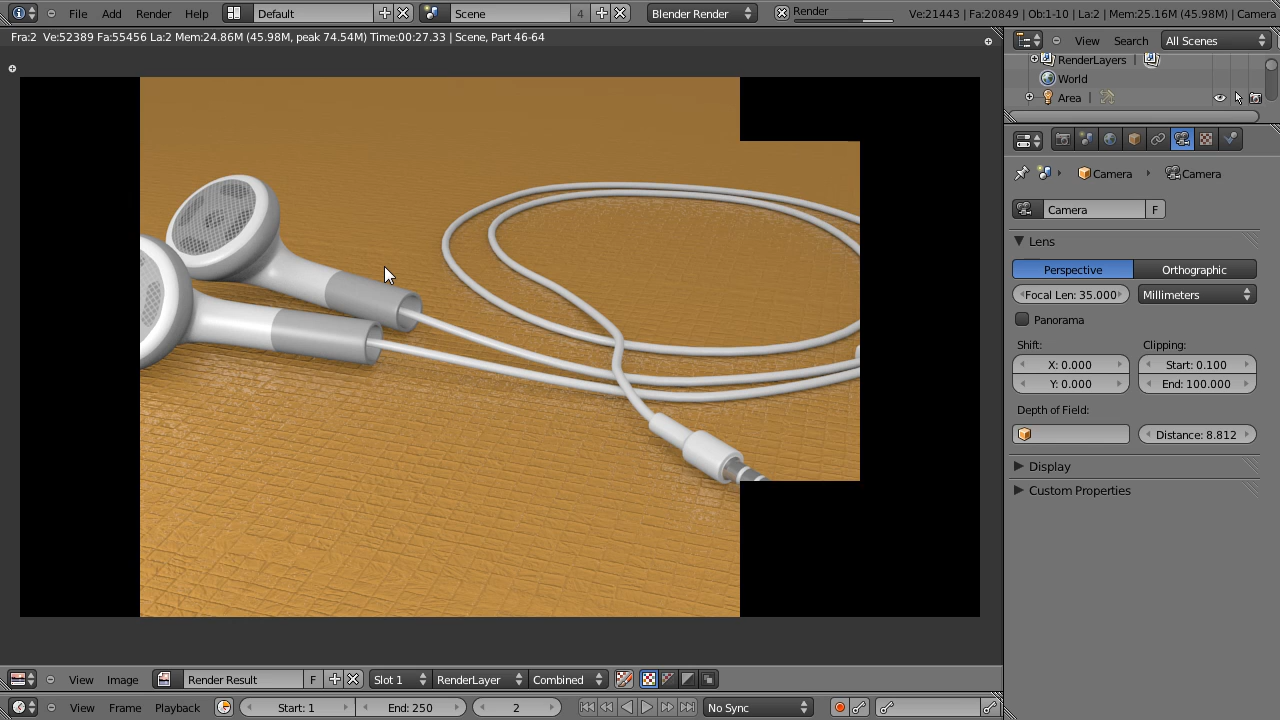 File Add Render Help Default Scene 4 Blender Render Render Ve:21443 | Fa:20849 | Ob:1-10 | La:2 | Mem:25.16M (45.98M) | Camera
Fra:2 Ve:52389 Fa:55456 La:2 Mem:24.86M (45.98M, peak 74.54M) Time:00:27.33 | Scene, Part 46-64
View Search All Scenes
RenderLayers |
World
Area |
Camera Camera
Camera F
Lens
Perspective Orthographic
Focal Len: 35.000 Millimeters
Panorama
Shift: Clipping:
X: 0.000 Start: 0.100
Y: 0.000 End: 100.000
Depth of Field:
Distance: 8.812
Display
Custom Properties
View Image Render Result F Slot 1 RenderLayer Combined
View Frame Playback Start: 1 End: 250 2 No Sync